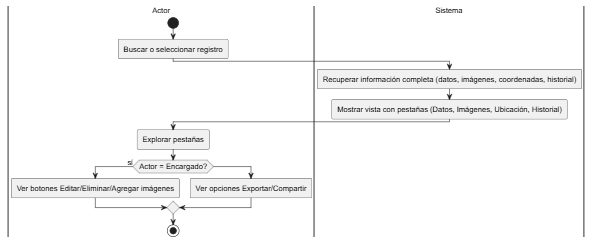 Actor
Sistema
Buscar o seleccionar registro
Recuperar información completa (datos, imágenes, coordenadas, historial)
Mostrar vista con pestañas (Datos, Imágenes, Ubicación, Historial)
Explorar pestañas
sí
Actor = Encargado?
Ver botones Editar/Eliminar/Agregar imágenes
Ver opciones Exportar/Compartir